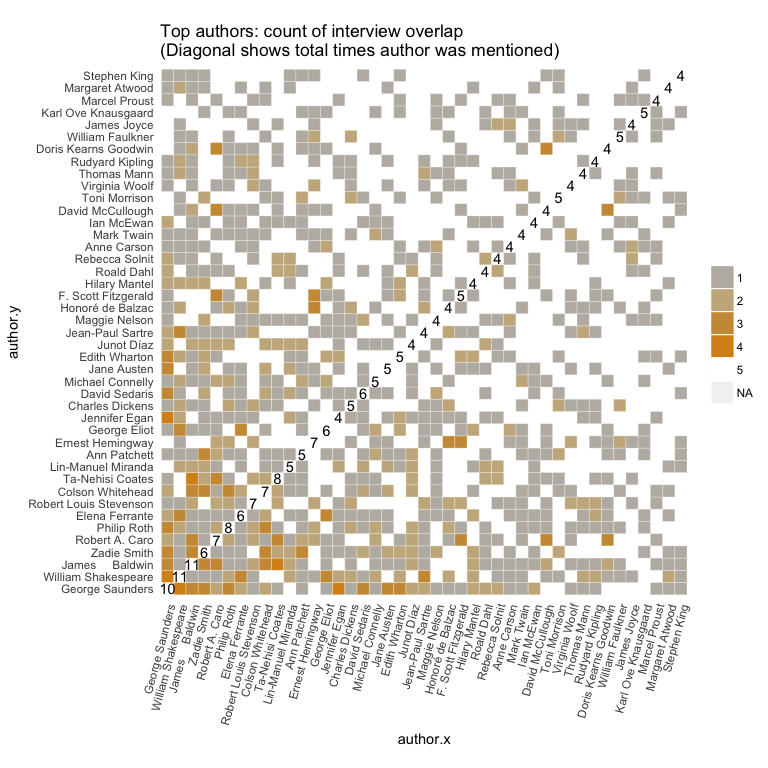 Top authors: count of interview overlap
(Diagonal shows total times author was mentioned)
author.y
Stephen King
Margaret Atwood
Marcel Proust
Karl Ove Knausgaard
James Joyce
William Faulkner
Doris Kearns Goodwin
Rudyard Kipling
Thomas Mann
Virginia Woolf
Toni Morrison
David McCullough
Ian McEwan
Mark Twain
Anne Carson
Rebecca Solnit
Roald Dahl
Hilary Mantel
F. Scott Fitzgerald
Honoré de Balzac
Maggie Nelson
Jean-Paul Sartre
Junot Díaz
Edith Wharton
Jane Austen
Michael Connelly
David Sedaris
Charles Dickens
Jennifer Egan
George Eliot
Ernest Hemingway
Ann Patchett
Lin-Manuel Miranda
Ta-Nehisi Coates
Colson Whitehead
Robert Louis Stevenson
Elena Ferrante
Philip Roth
Robert A. Caro
Zadie Smith
James    Baldwin
William Shakespeare
George Saunders
4
4
4
5
4
5
4
4
4
4
5
4
4
4
4
4
4
4
5
4
4
4
4
5
5
5
6
5
4
6
7
5
5
8
7
7
6
8
7
6
11
11
10
George Saunders
William Shakespeare
James    Baldwin
Zadie Smith
Robert A. Caro
Philip Roth
Elena Ferrante
Robert Louis Stevenson
Colson Whitehead
Ta-Nehisi Coates
Lin-Manuel Miranda
Ann Patchett
Ernest Hemingway
George Eliot
Jennifer Egan
Charles Dickens
David Sedaris
Michael Connelly
Jane Austen
Edith Wharton
Junot Díaz
Jean-Paul Sartre
Maggie Nelson
Honoré de Balzac
F. Scott Fitzgerald
Hilary Mantel
Roald Dahl
Rebecca Solnit
Anne Carson
Mark Twain
Ian McEwan
David McCullough
Toni Morrison
Virginia Woolf
Thomas Mann
Rudyard Kipling
Doris Kearns Goodwin
William Faulkner
James Joyce
Karl Ove Knausgaard
Marcel Proust
Margaret Atwood
Stephen King
author.x
1
2
3
4
5
NA